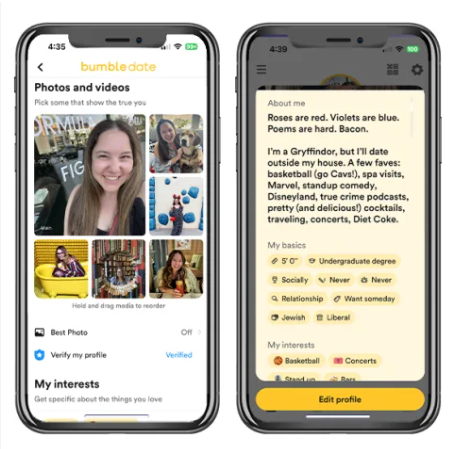 4:35
bumble date
Photos and videos
Pick some that show the true you
Main
Hold and drag media to reorder
Best Photo Off
Verify my profile Verified
My interests
Get specific about the things you love
4:39
100
About me
Roses are red. Violets are blue.
Poems are hard. Bacon.
I'm a Gryffindor, but I'll date
outside my house. A few faves:
basketball (go Cavs!), spa visits,
Marvel, standup comedy,
Disneyland, true crime podcasts,
pretty (and delicious!) cocktails,
traveling, concerts, Diet Coke.
My basics
5' 0" Undergraduate degree
Socially Never Never
Relationship Want someday
Jewish Liberal
My interests
Basketball Concerts
Stand up Bars
Edit profile